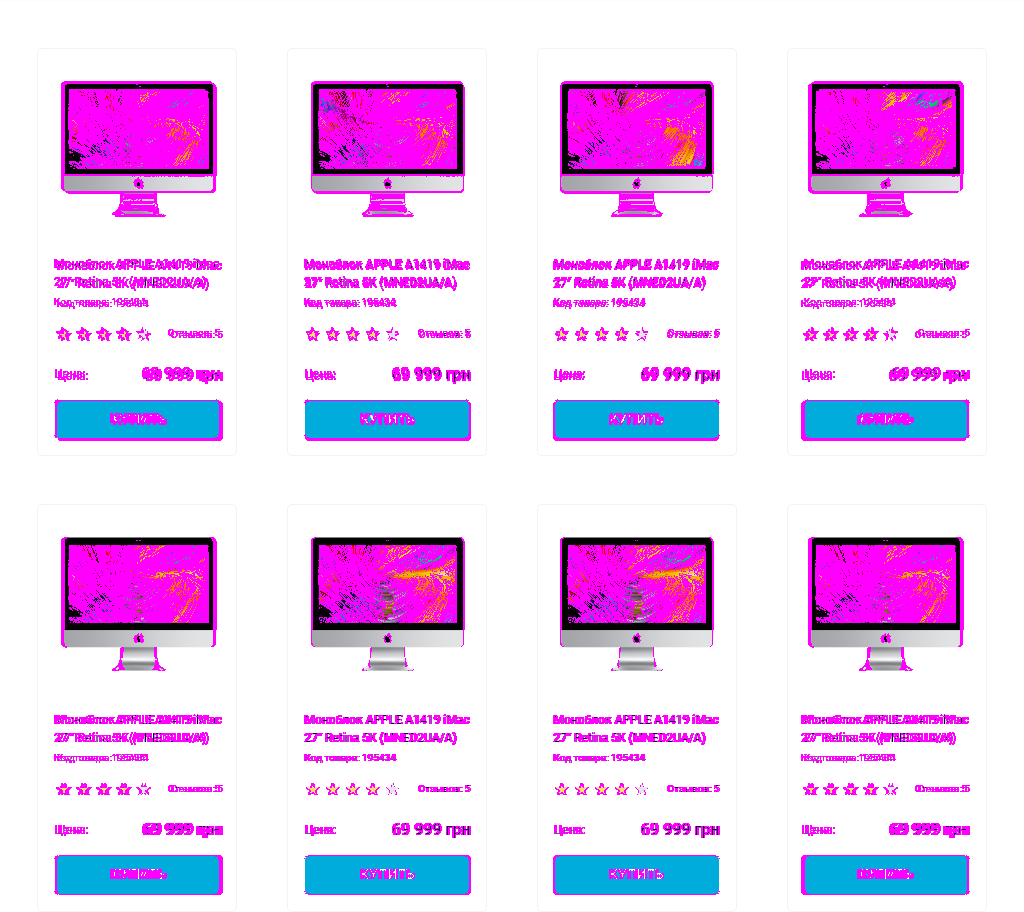 Моноблок APPLE A1419 iMac
27" Retina 5K (MNED2UA/A)
Код товара: 195434
Отзывов: 5
Цена:
69 999 грн
КУПИТЬ
Моноблок APPLE A1419 iMac
27" Retina 5K (MNED2UA/A)
Код товара: 195434
Отзывов: 5
Цена:
69 999 грн
КУПИТЬ
Моноблок APPLE A1419 iMac
27" Retina 5K (MNED2UA/A)
Код товара: 195434
Отзывов: 5
Цена:
69 999 грн
КУПИТЬ
Моноблок APPLE A1419 iMac
27" Retina 5K (MNED2UA/A)
Код товара: 195434
Отзывов: 5
Цена:
69 999 грн
КУПИТЬ
Моноблок APPLE A1419 iMac
27" Retina 5K (MNED2UA/A)
Код товара: 195434
Отзывов: 5
Цена:
69 999 грн
КУПИТЬ
Моноблок APPLE A1419 iMac
27" Retina 5K (MNED2UA/A)
Код товара: 195434
Отзывов: 5
Цена:
69 999 грн
КУПИТЬ
Моноблок APPLE A1419 iMac
27" Retina 5K (MNED2UA/A)
Код товара: 195434
Отзывов: 5
Цена:
69 999 грн
КУПИТЬ
Моноблок APPLE A1419 iMac
27" Retina 5K (MNED2UA/A)
Код товара: 195434
Отзывов: 5
Цена:
69 999 грн
КУПИТЬ